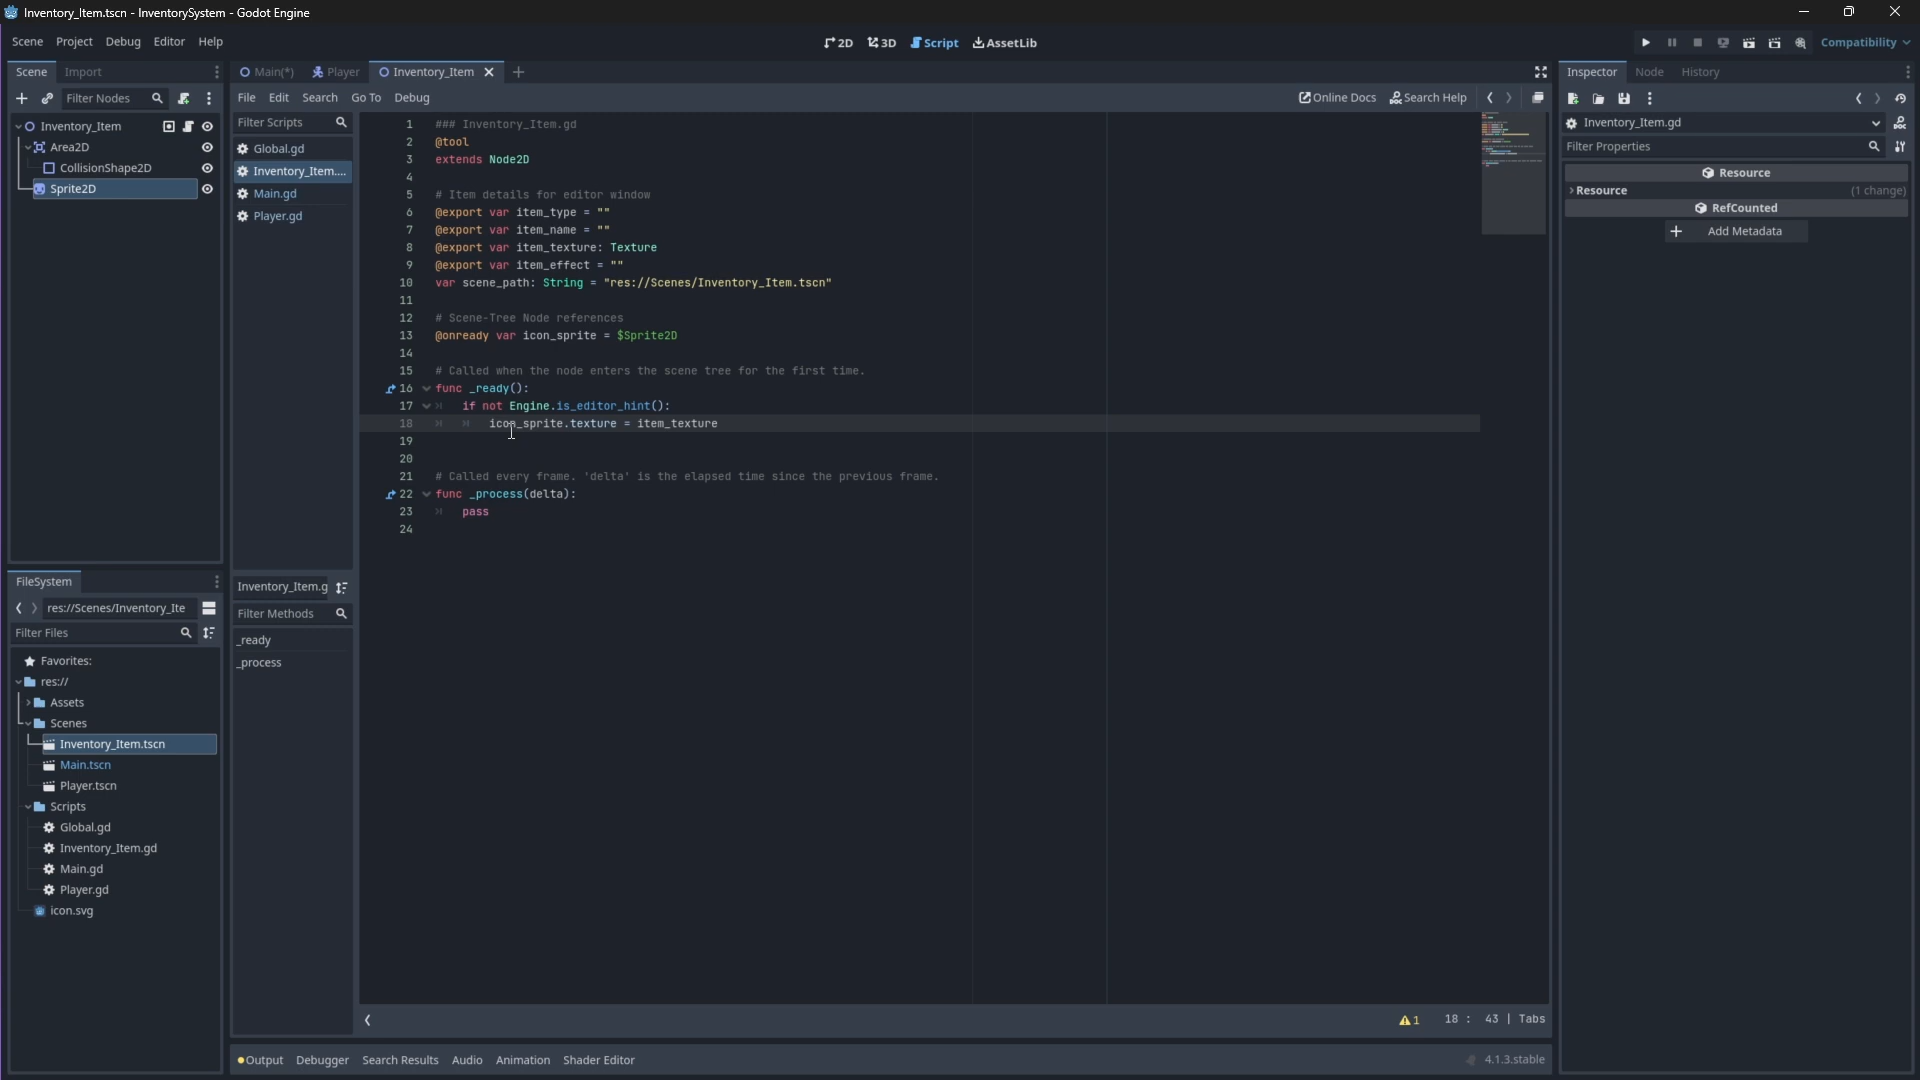 Inventory_Item.tscn - InventorySystem - Godot Engine
Scene Project Debug Editor Help
2D 3D Script AssetLib
Compatibility
Scene Import
Filter Nodes
Inventory_Item
Area2D
CollisionShape2D
Sprite2D
FileSystem
res://Scenes/Inventory_Ite
Filter Files
Favorites:
res://
Assets
Scenes
Inventory_Item.tscn
Main.tscn
Player.tscn
Scripts
Global.gd
Inventory_Item.gd
Main.gd
Player.gd
icon.svg
Main(*) Player Inventory_Item
File Edit Search Go To Debug
Online Docs Search Help
Filter Scripts
Global.gd
Inventory_Item....
Main.gd
Player.gd
Inventory_Item.g
Filter Methods
_ready
_process
1 ### Inventory_Item.gd
2 @tool
3 extends Node2D
4
5 # Item details for editor window
6 @export var item_type = ""
7 @export var item_name = ""
8 @export var item_texture: Texture
9 @export var item_effect = ""
10 var scene_path: String = "res://Scenes/Inventory_Item.tscn"
11
12 # Scene-Tree Node references
13 @onready var icon_sprite = $Sprite2D
14
15 # Called when the node enters the scene tree for the first time.
16 func _ready():
17 if not Engine.is_editor_hint():
18 icon_sprite.texture = item_texture
19
20
21 # Called every frame. 'delta' is the elapsed time since the previous frame.
22 func _process(delta):
23 pass
24
1 18 : 43 | Tabs
Output Debugger Search Results Audio Animation Shader Editor
4.1.3.stable
Inspector Node History
Inventory_Item.gd
Filter Properties
Resource
Resource (1 change)
RefCounted
Add Metadata